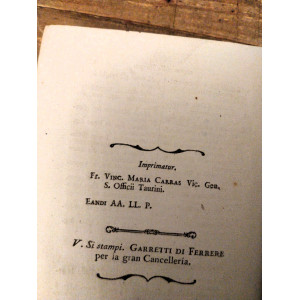 Imprimatur.
Fr. Vinc. Maria Carras Vic. Gen.
S. Officii Taurini.
Eandi AA. LL. P.
V. Si stampi. GARRETTI DI FERRERE
per la gran Cancelleria.